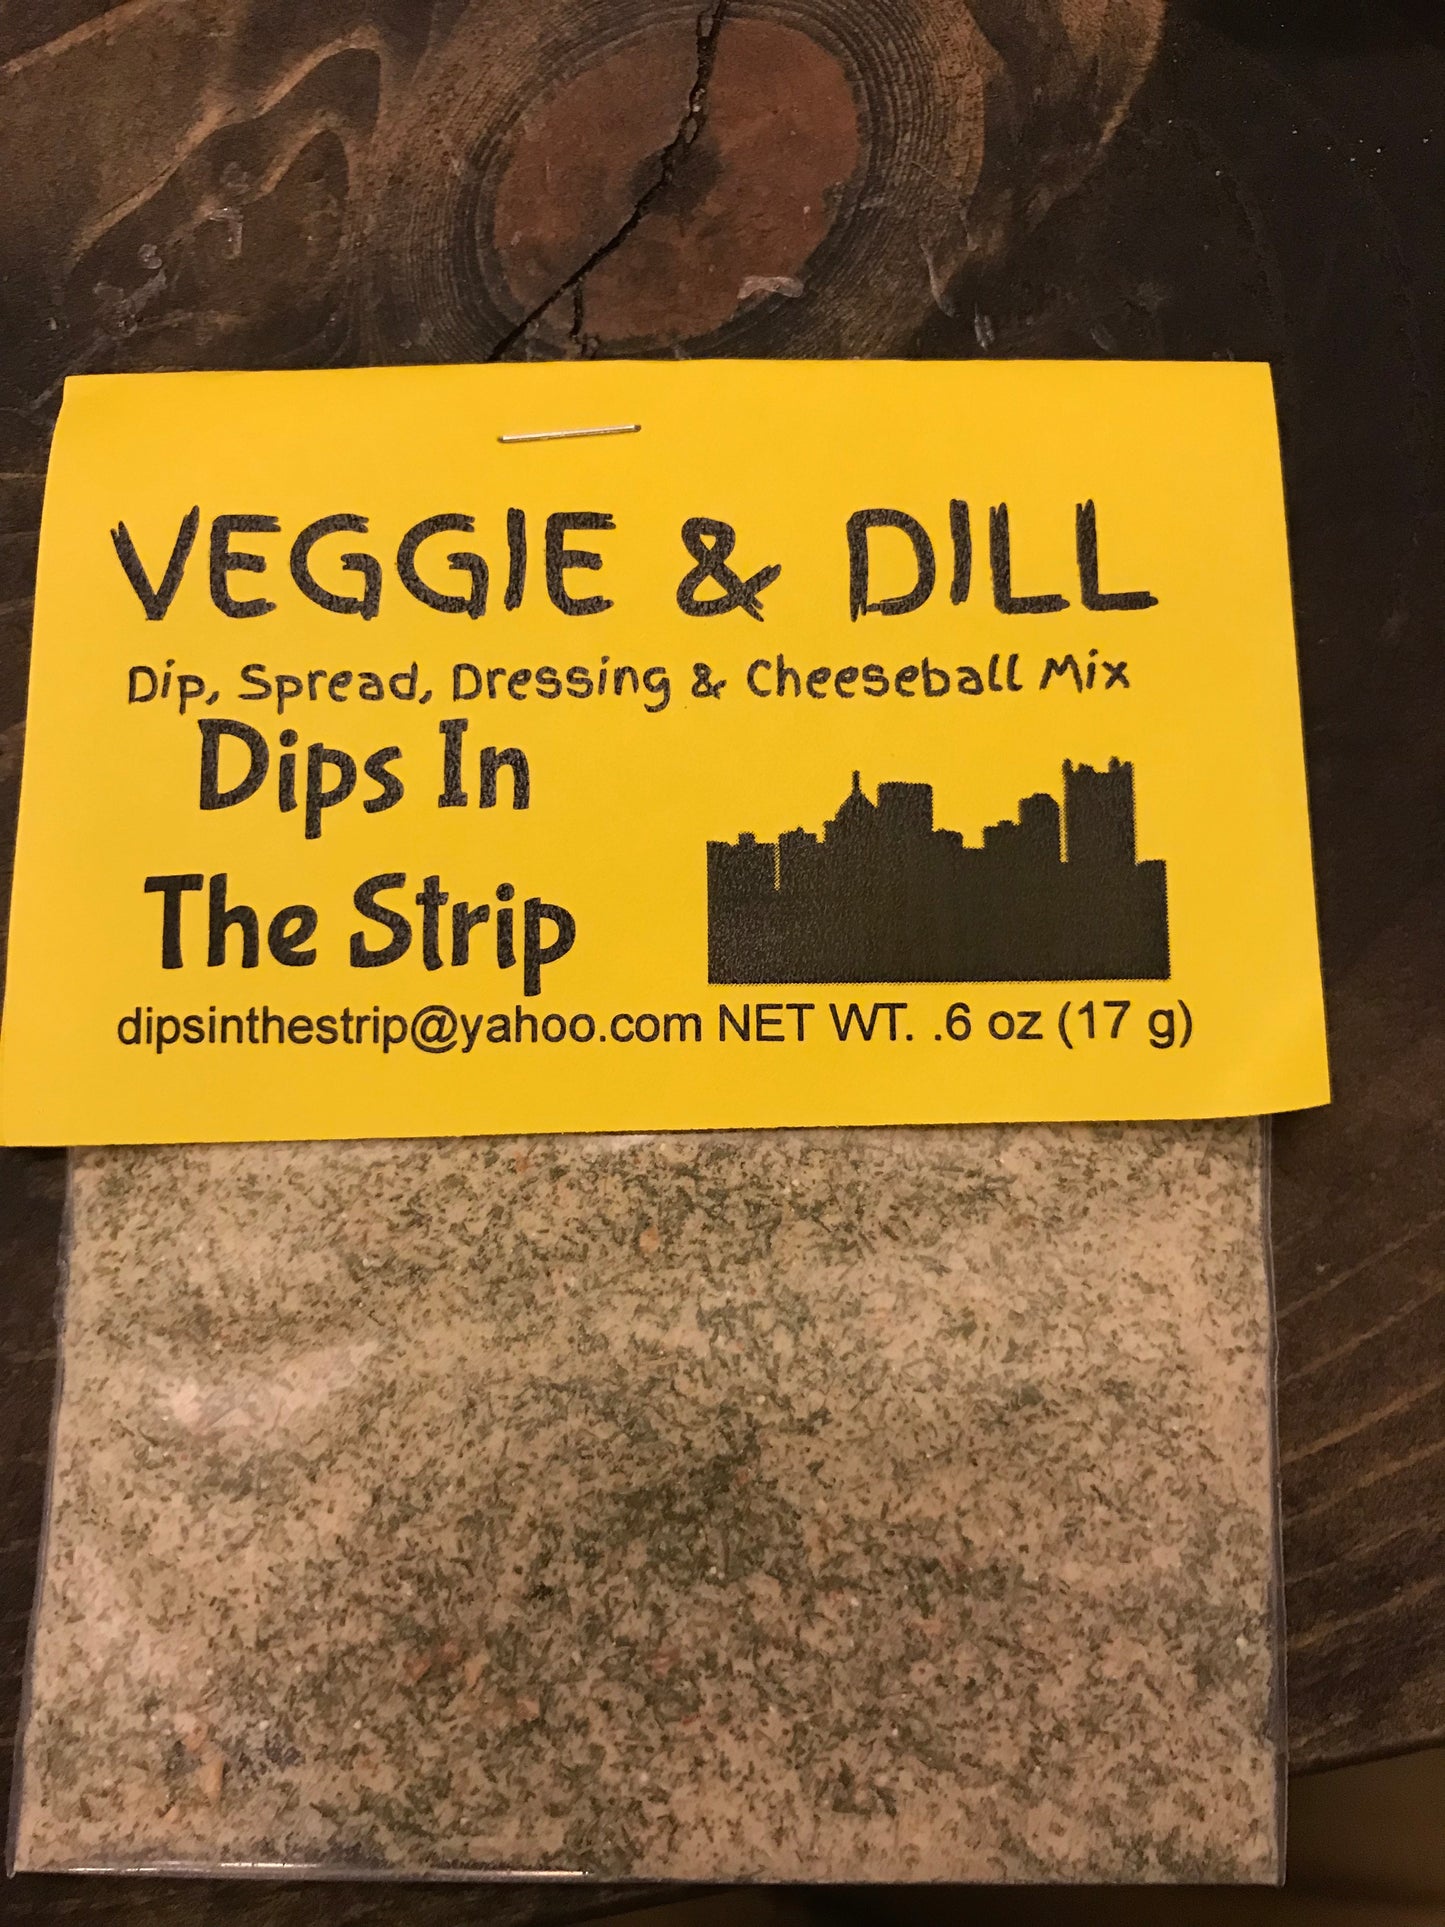 VEGGIE & DILL
Dip, Spread, Dressing & Cheeseball Mix
Dips In
The Strip
dipsinthestrip@yahoo.com NET WT. .6 oz (17 g)